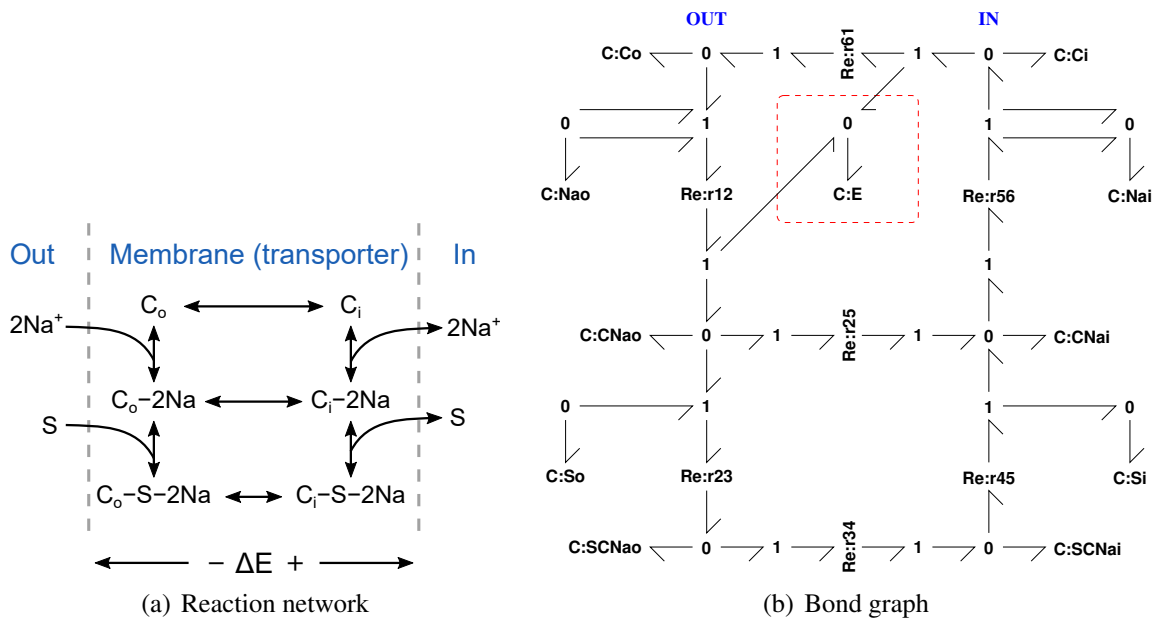 OUT IN
C:Co 0 1 Re:r61 1 0 C:Ci
0 1 0 1 0
C:Nao Re:r12 C:E Re:r56 C:Nai
1 1
C:CNao 0 1 Re:r25 1 0 C:CNai
0 1 1 0
C:So Re:r23 Re:r45 C:Si
C:SCNao 0 1 Re:r34 1 0 C:SCNai
Out Membrane (transporter) In
Cₒ Cᵢ
2Na⁺ 2Na⁺
Cₒ−2Na Cᵢ−2Na
S S
Cₒ−S−2Na Cᵢ−S−2Na
− ΔE +
(a) Reaction network
(b) Bond graph